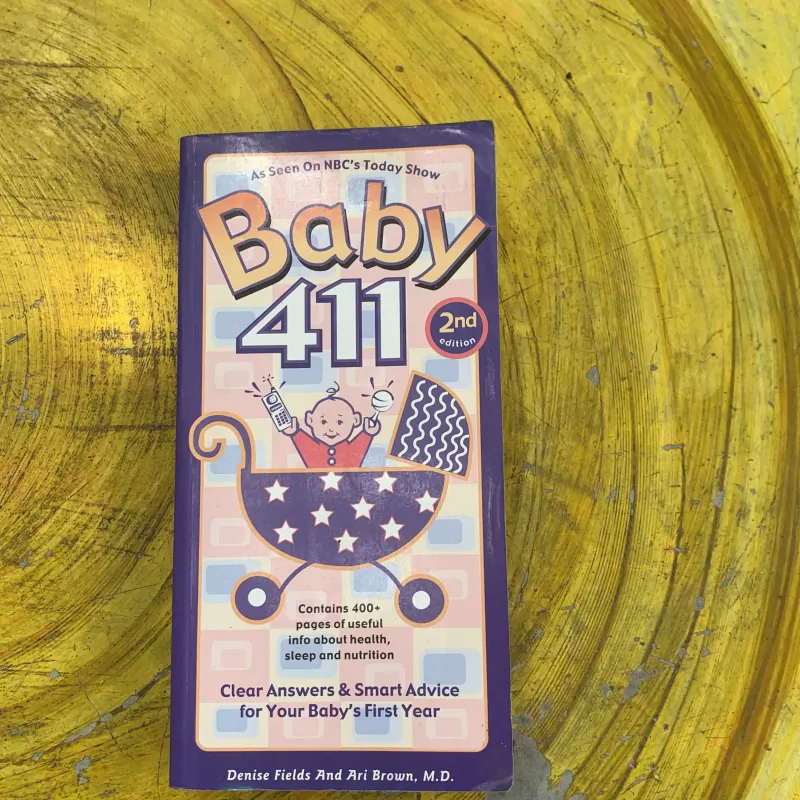 As Seen On NBC's Today Show
Baby
411
2nd
edition
Contains 400+
pages of useful
info about health,
sleep and nutrition
Clear Answers & Smart Advice
for Your Baby's First Year
Denise Fields And Ari Brown, M.D.